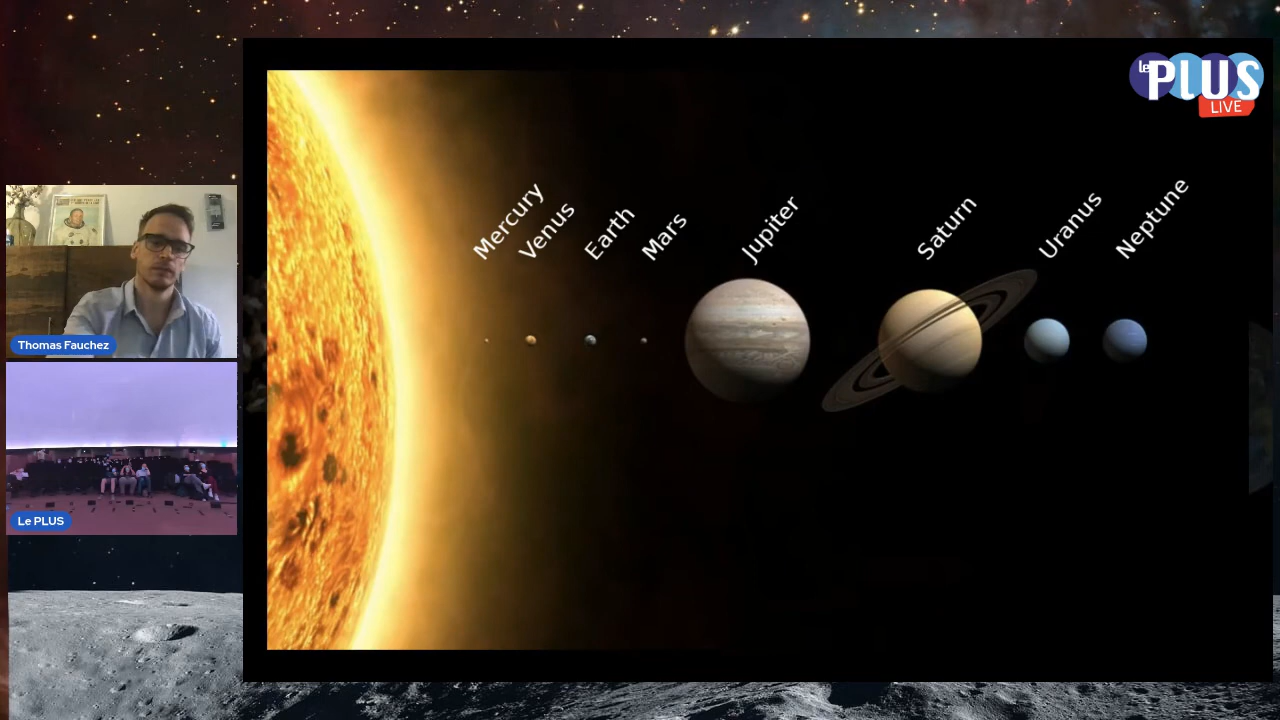 le PLUS
LIVE
Mercury
Venus
Earth
Mars
Jupiter
Saturn
Uranus
Neptune
Thomas Fauchez
Le PLUS